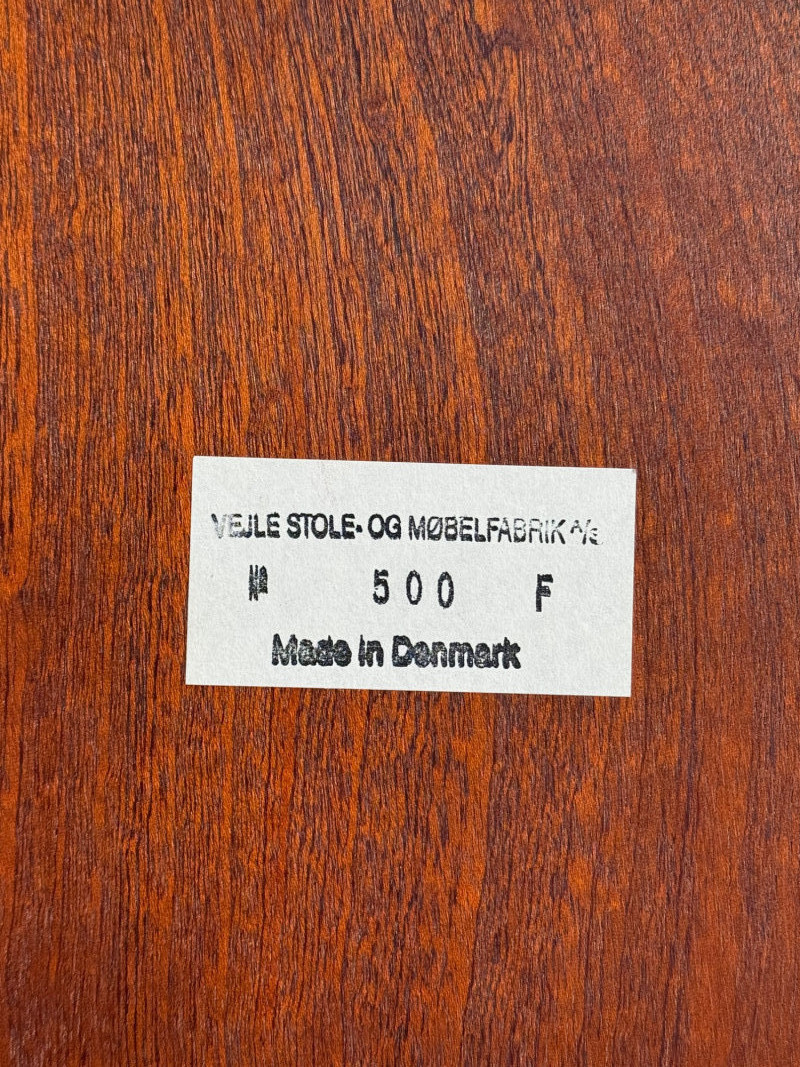 VEJLE STOLE- OG MØBELFABRIK A/S
№ 500 F
Made in Denmark